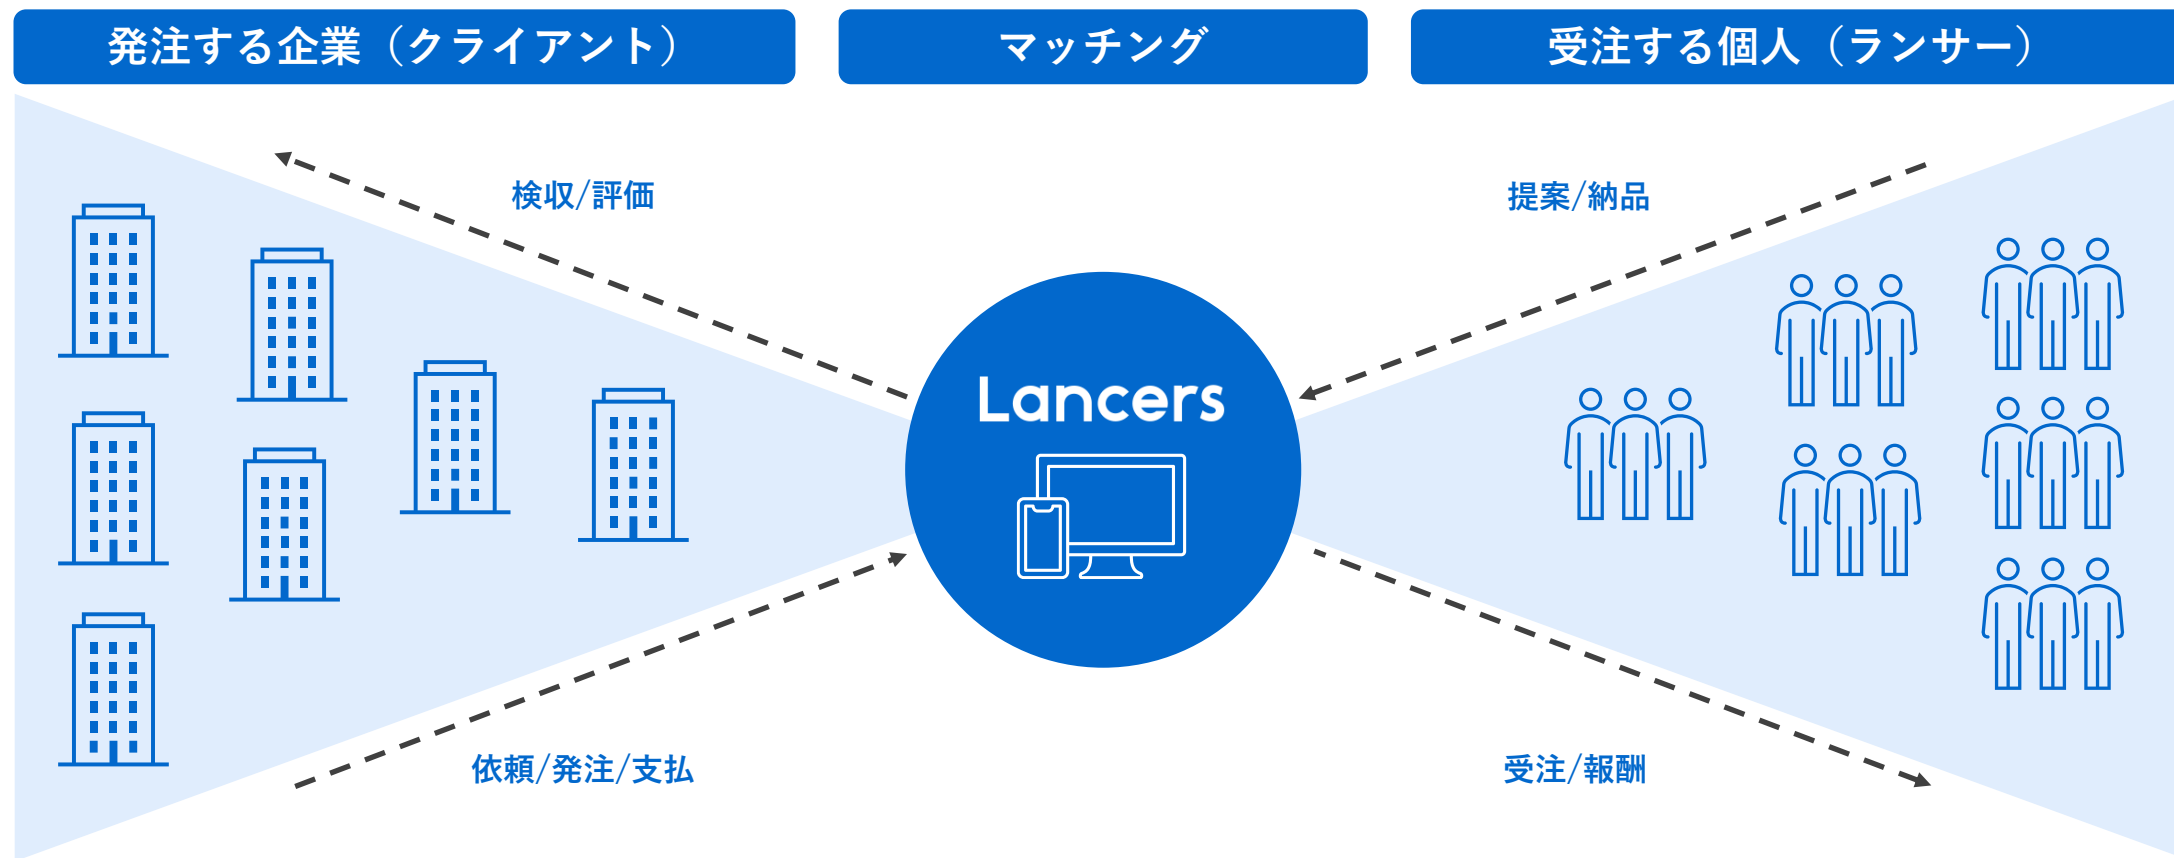 発注する企業（クライアント）
マッチング
受注する個人（ランサー）
検収/評価
提案/納品
Lancers
依頼/発注/支払
受注/報酬